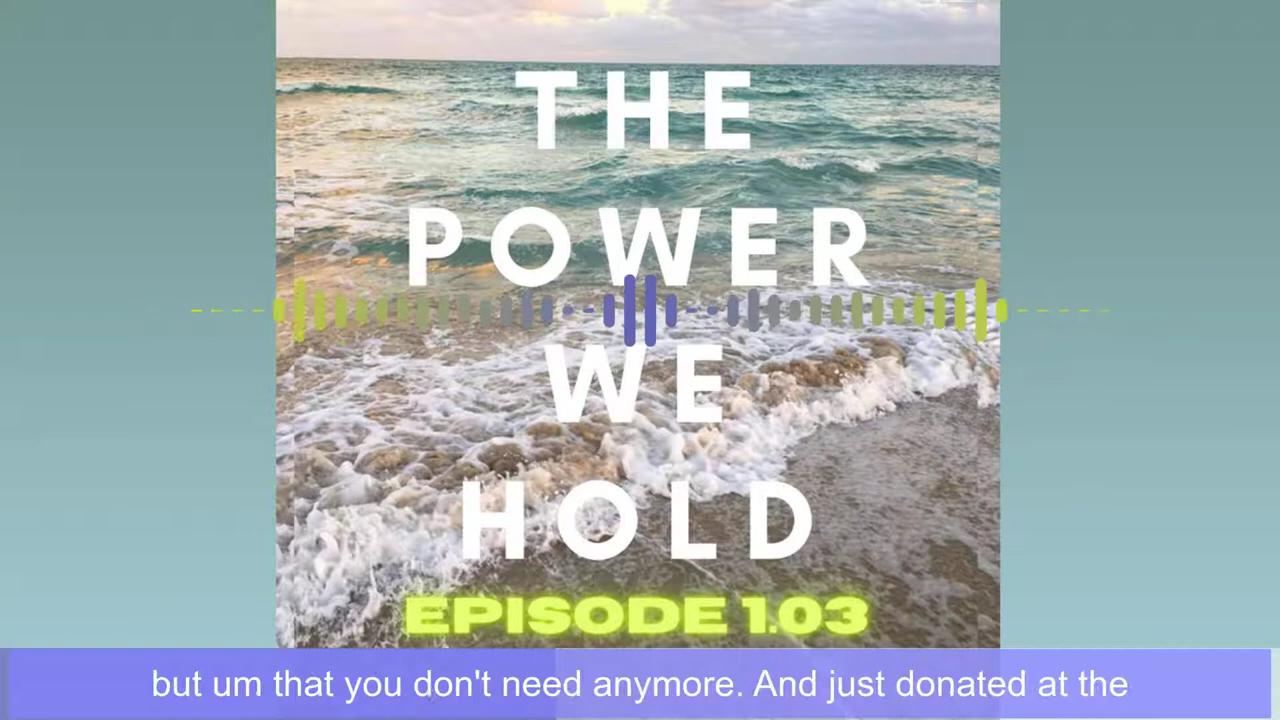 THE
POWER
WE
HOLD
EPISODE 1.03
but um that you don't need anymore. And just donated at the